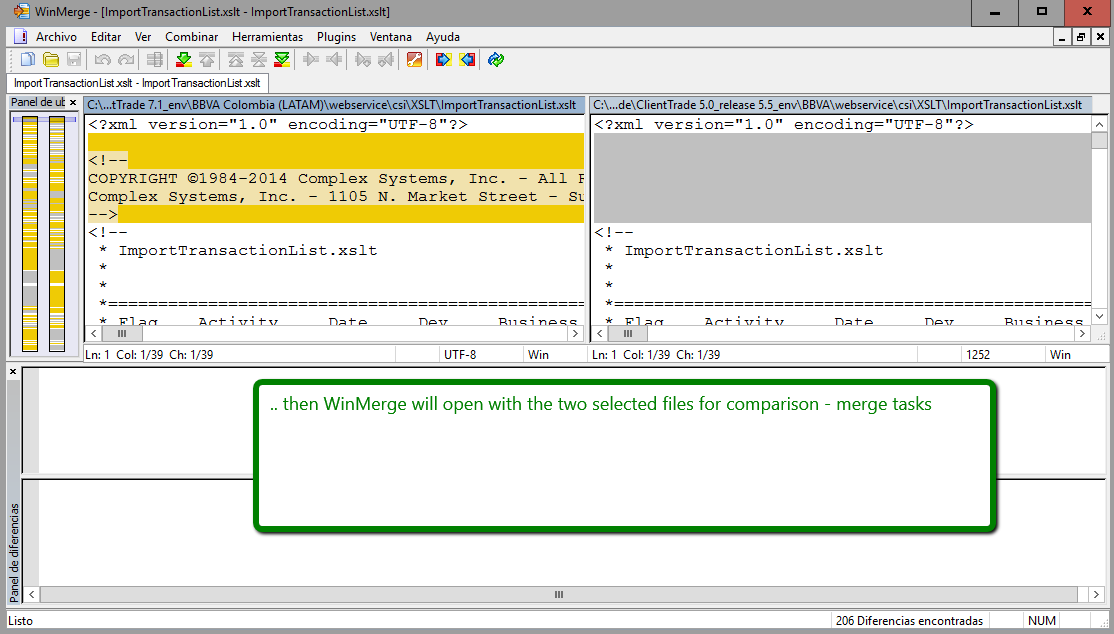 WinMerge - [ImportTransactionList.xslt - ImportTransactionList.xslt]
Archivo Editar Ver Combinar Herramientas Plugins Ventana Ayuda
ImportTransactionList.xslt - ImportTransactionList.xslt
Panel de ub
C:\...tTrade 7.1_env\BBVA Colombia (LATAM)\webservice\csi\XSLT\ImportTransactionList.xslt
<?xml version="1.0" encoding="UTF-8"?>
<!--
COPYRIGHT ©1984-2014 Complex Systems, Inc. - All R
Complex Systems, Inc. - 1105 N. Market Street - Su
-->
<!--
* ImportTransactionList.xslt
*
*
*================================================
* Flag Activity Date Dev Business
Ln: 1 Col: 1/39 Ch: 1/39 UTF-8 Win
C:\...de\ClientTrade 5.0_release 5.5_env\BBVA\webservice\csi\XSLT\ImportTransactionList.xslt
<?xml version="1.0" encoding="UTF-8"?>
<!--
* ImportTransactionList.xslt
*
*
*================================================
* Flag Activity Date Dev Business
Ln: 1 Col: 1/39 Ch: 1/39 1252 Win
.. then WinMerge will open with the two selected files for comparison - merge tasks
Panel de diferencias
Listo 206 Diferencias encontradas NUM